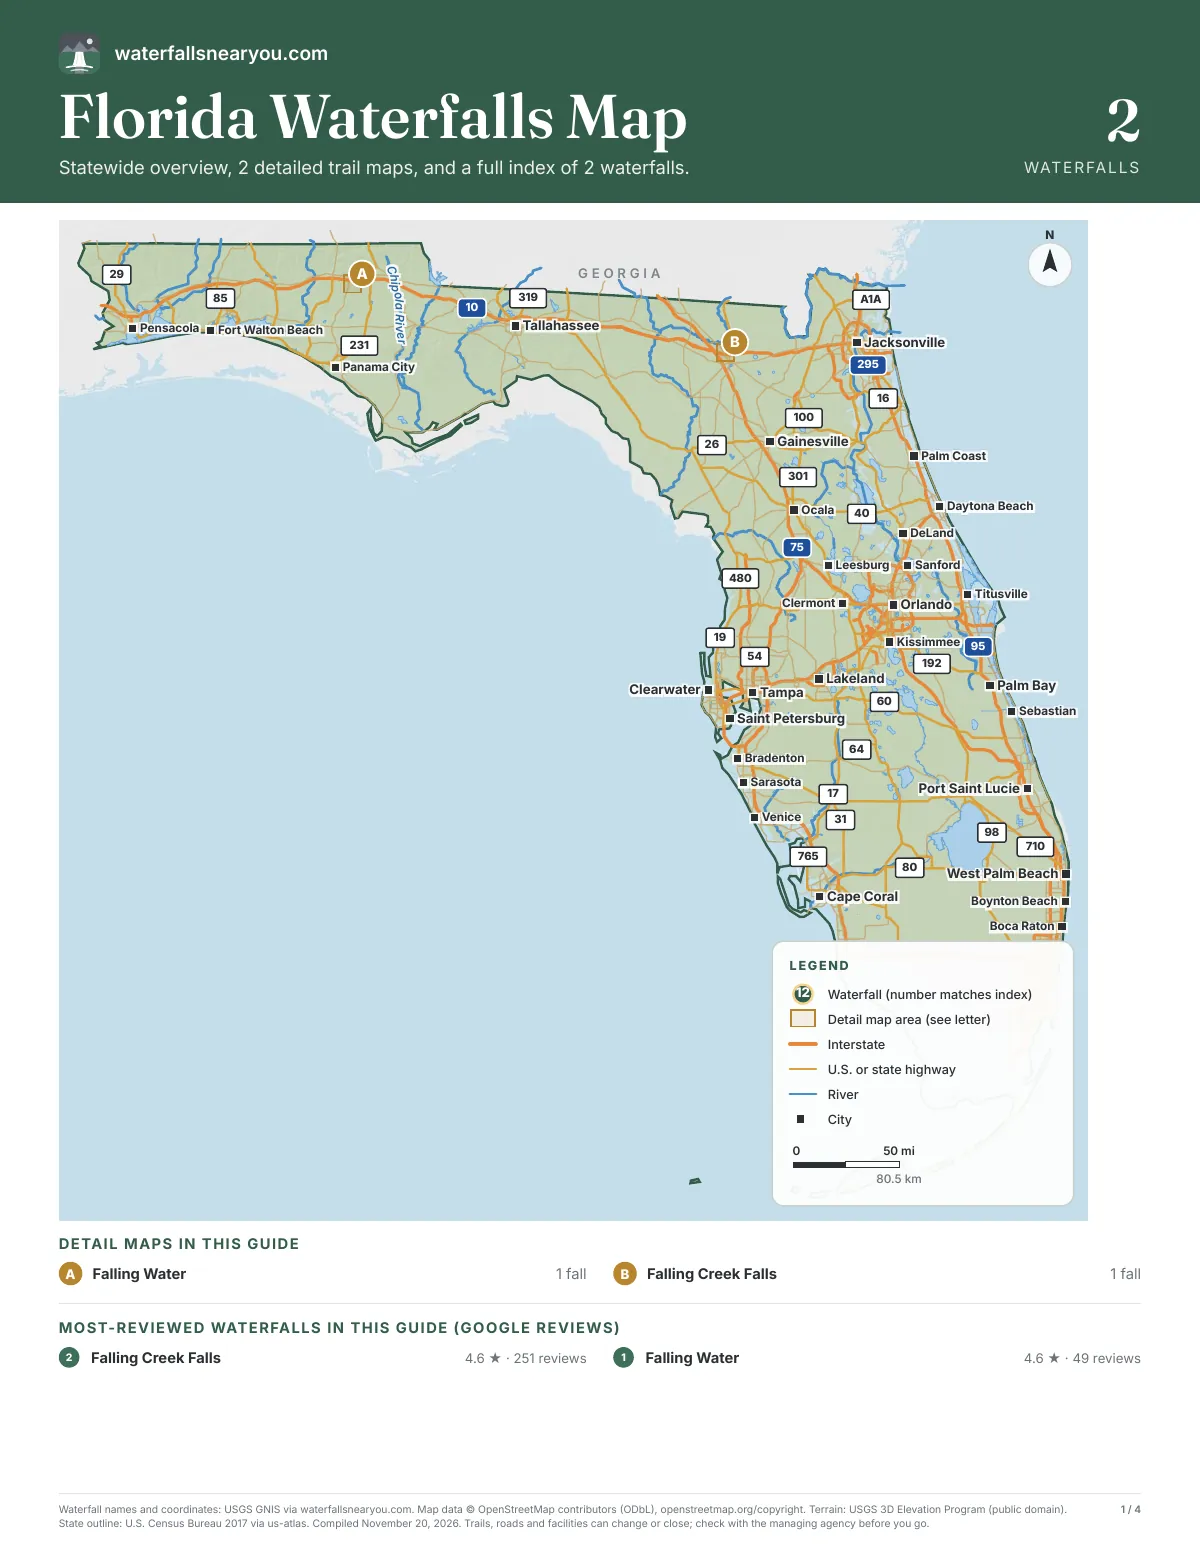 waterfallsnearyou.com
Florida Waterfalls Map
2
Statewide overview, 2 detailed trail maps, and a full index of 2 waterfalls.
WATERFALLS
N
GEORGIA
29
A
Chipola River
85
10
319
A1A
Pensacola
Fort Walton Beach
Tallahassee
231
B
Jacksonville
Panama City
295
16
100
26
Gainesville
Palm Coast
301
Ocala
40
Daytona Beach
DeLand
75
Leesburg
Sanford
480
Clermont
Orlando
Titusville
19
54
Kissimmee
95
192
Clearwater
Tampa
Lakeland
Palm Bay
60
Saint Petersburg
Sebastian
64
Bradenton
Sarasota
17
Port Saint Lucie
Venice
31
98
765
710
80
West Palm Beach
Cape Coral
Boynton Beach
Boca Raton
LEGEND
12 Waterfall (number matches index)
Detail map area (see letter)
Interstate
U.S. or state highway
River
City
0 50 mi
80.5 km
DETAIL MAPS IN THIS GUIDE
A Falling Water 1 fall
B Falling Creek Falls 1 fall
MOST-REVIEWED WATERFALLS IN THIS GUIDE (GOOGLE REVIEWS)
2 Falling Creek Falls 4.6 ★ · 251 reviews
1 Falling Water 4.6 ★ · 49 reviews
Waterfall names and coordinates: USGS GNIS via waterfallsnearyou.com. Map data © OpenStreetMap contributors (ODbL), openstreetmap.org/copyright. Terrain: USGS 3D Elevation Program (public domain).
1 / 4
State outline: U.S. Census Bureau 2017 via us-atlas. Compiled November 20, 2026. Trails, roads and facilities can change or close; check with the managing agency before you go.